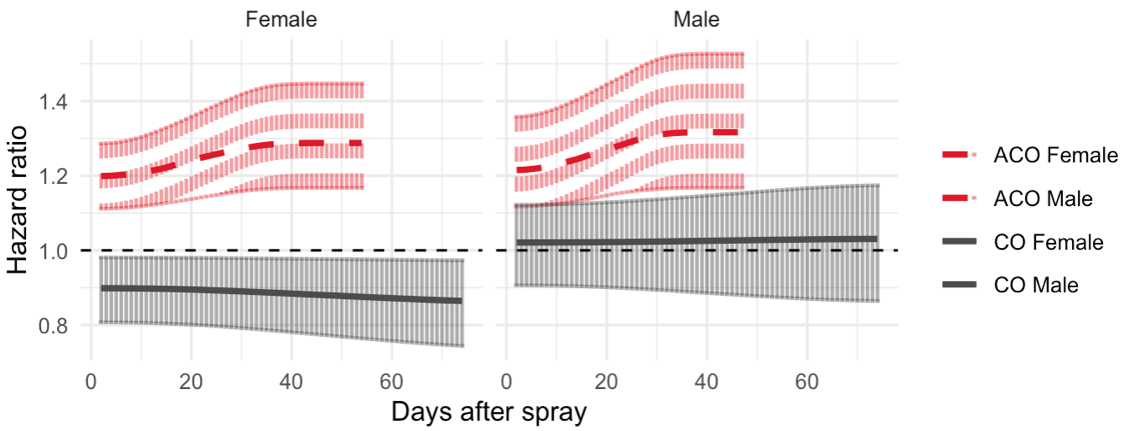 Female
Male
Hazard ratio
1.4
1.2
1.0
0.8
0
20
40
60
0
20
40
60
Days after spray
ACO Female
ACO Male
CO Female
CO Male